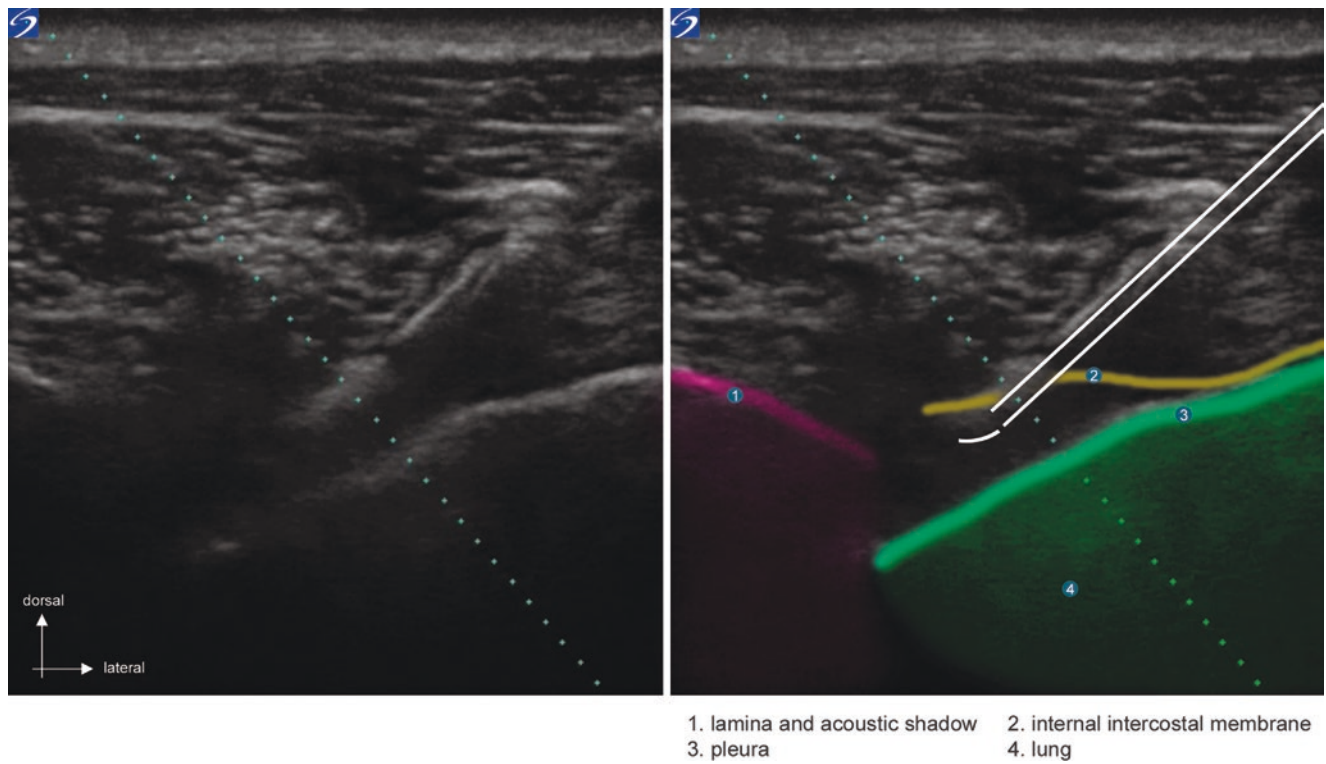 dorsal
lateral
1
2
3
4
1. lamina and acoustic shadow 2. internal intercostal membrane
3. pleura 4. lung